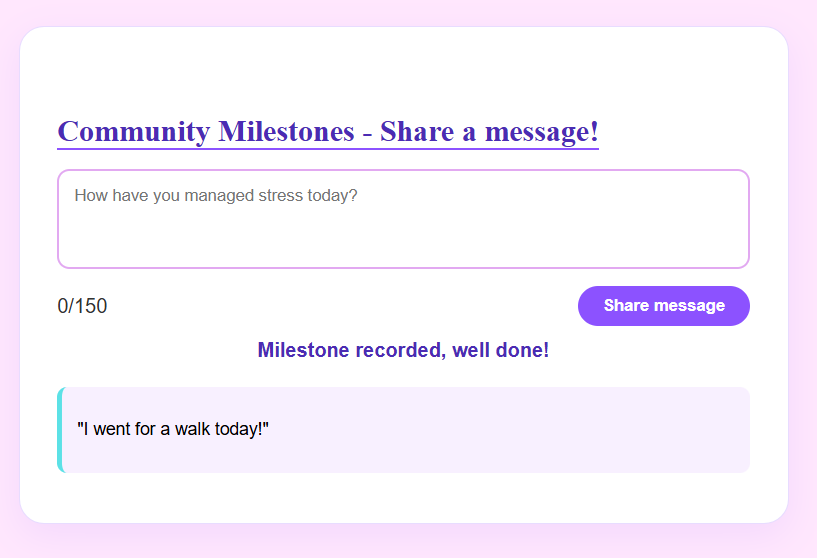 Community Milestones - Share a message!
How have you managed stress today?
0/150
Share message
Milestone recorded, well done!
"I went for a walk today!"